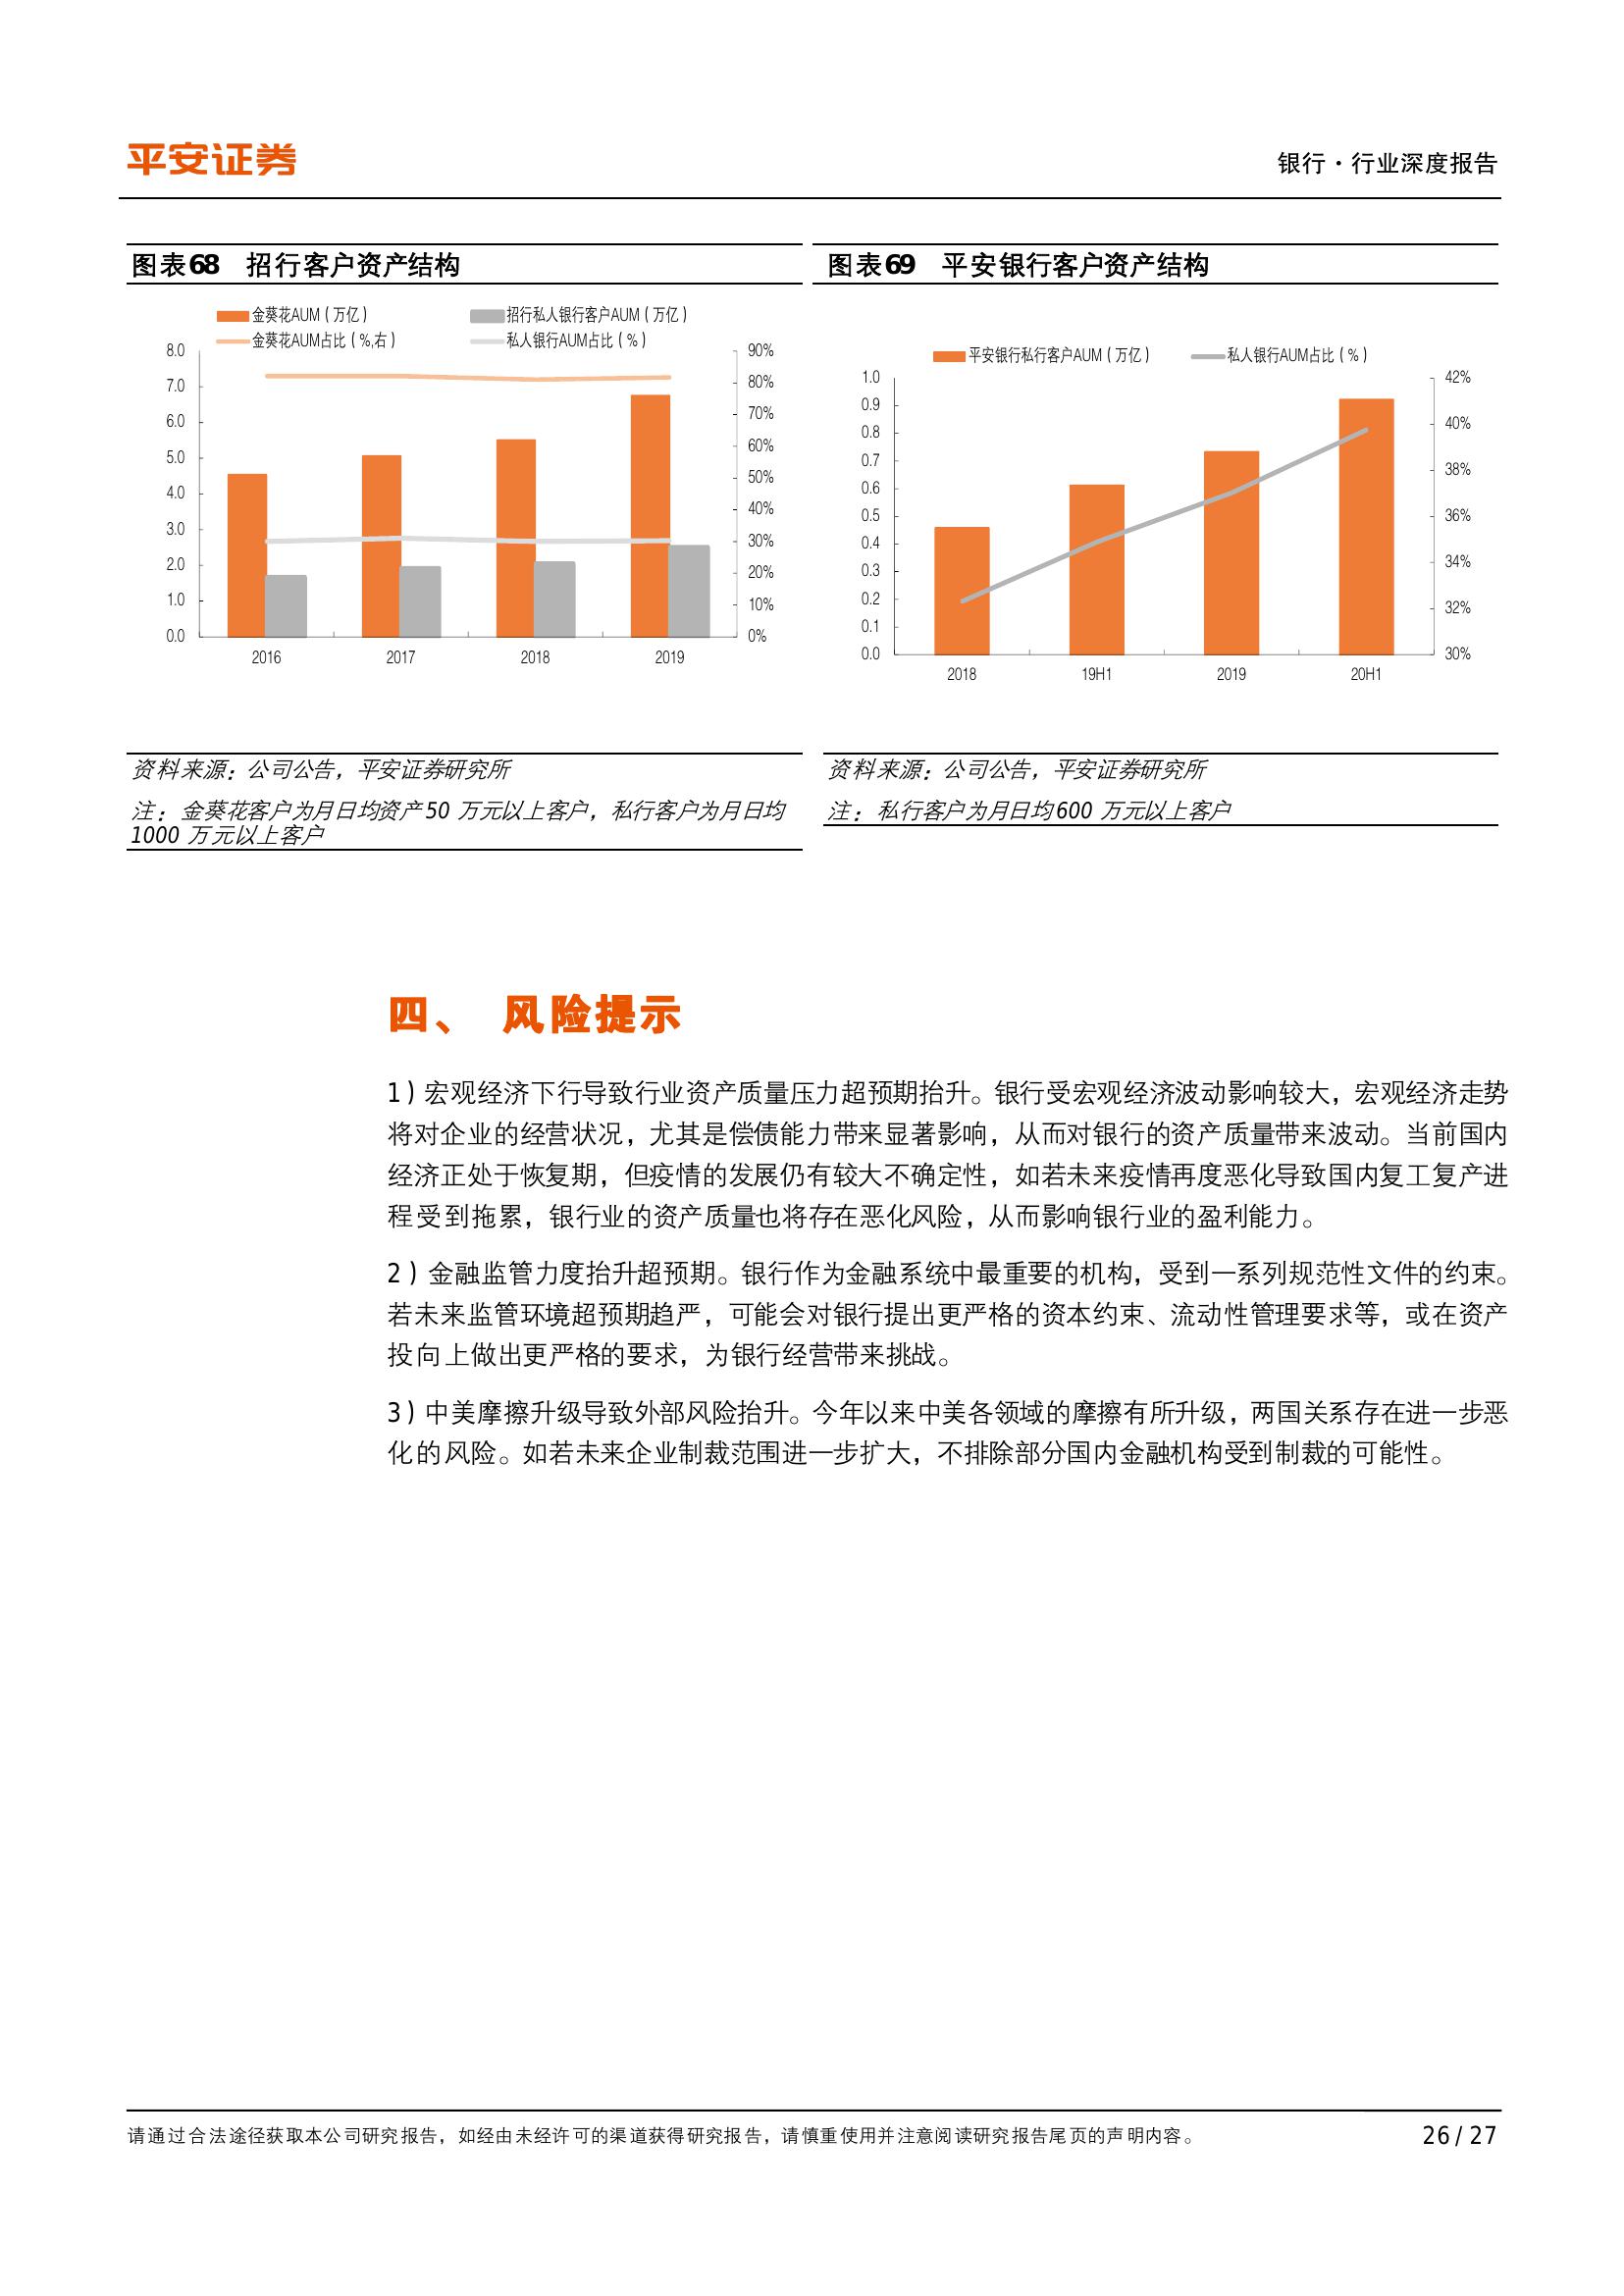 平安证券
银行·行业深度报告
图表68 招行客户资产结构
金葵花AUM（万亿）
招行私人银行客户AUM（万亿）
金葵花AUM占比（%,右）
私人银行AUM占比（%）
8.0
7.0
6.0
5.0
4.0
3.0
2.0
1.0
0.0
90%
80%
70%
60%
50%
40%
30%
20%
10%
0%
2016 2017 2018 2019
资料来源：公司公告，平安证券研究所
注：金葵花客户为月日均资产50 万元以上客户，私行客户为月日均
1000 万元以上客户
图表69 平安银行客户资产结构
平安银行私行客户AUM（万亿）
私人银行AUM占比（%）
1.0
0.9
0.8
0.7
0.6
0.5
0.4
0.3
0.2
0.1
0.0
42%
40%
38%
36%
34%
32%
30%
2018 19H1 2019 20H1
资料来源：公司公告，平安证券研究所
注：私行客户为月日均600 万元以上客户
四、 风险提示
1）宏观经济下行导致行业资产质量压力超预期抬升。银行受宏观经济波动影响较大，宏观经济走势
将对企业的经营状况，尤其是偿债能力带来显著影响，从而对银行的资产质量带来波动。当前国内
经济正处于恢复期，但疫情的发展仍有较大不确定性，如若未来疫情再度恶化导致国内复工复产进
程受到拖累，银行业的资产质量也将存在恶化风险，从而影响银行业的盈利能力。
2）金融监管力度抬升超预期。银行作为金融系统中最重要的机构，受到一系列规范性文件的约束。
若未来监管环境超预期趋严，可能会对银行提出更严格的资本约束、流动性管理要求等，或在资产
投向上做出更严格的要求，为银行经营带来挑战。
3）中美摩擦升级导致外部风险抬升。今年以来中美各领域的摩擦有所升级，两国关系存在进一步恶
化的风险。如若未来企业制裁范围进一步扩大，不排除部分国内金融机构受到制裁的可能性。
请通过合法途径获取本公司研究报告，如经由未经许可的渠道获得研究报告，请慎重使用并注意阅读研究报告尾页的声明内容。
26 / 27